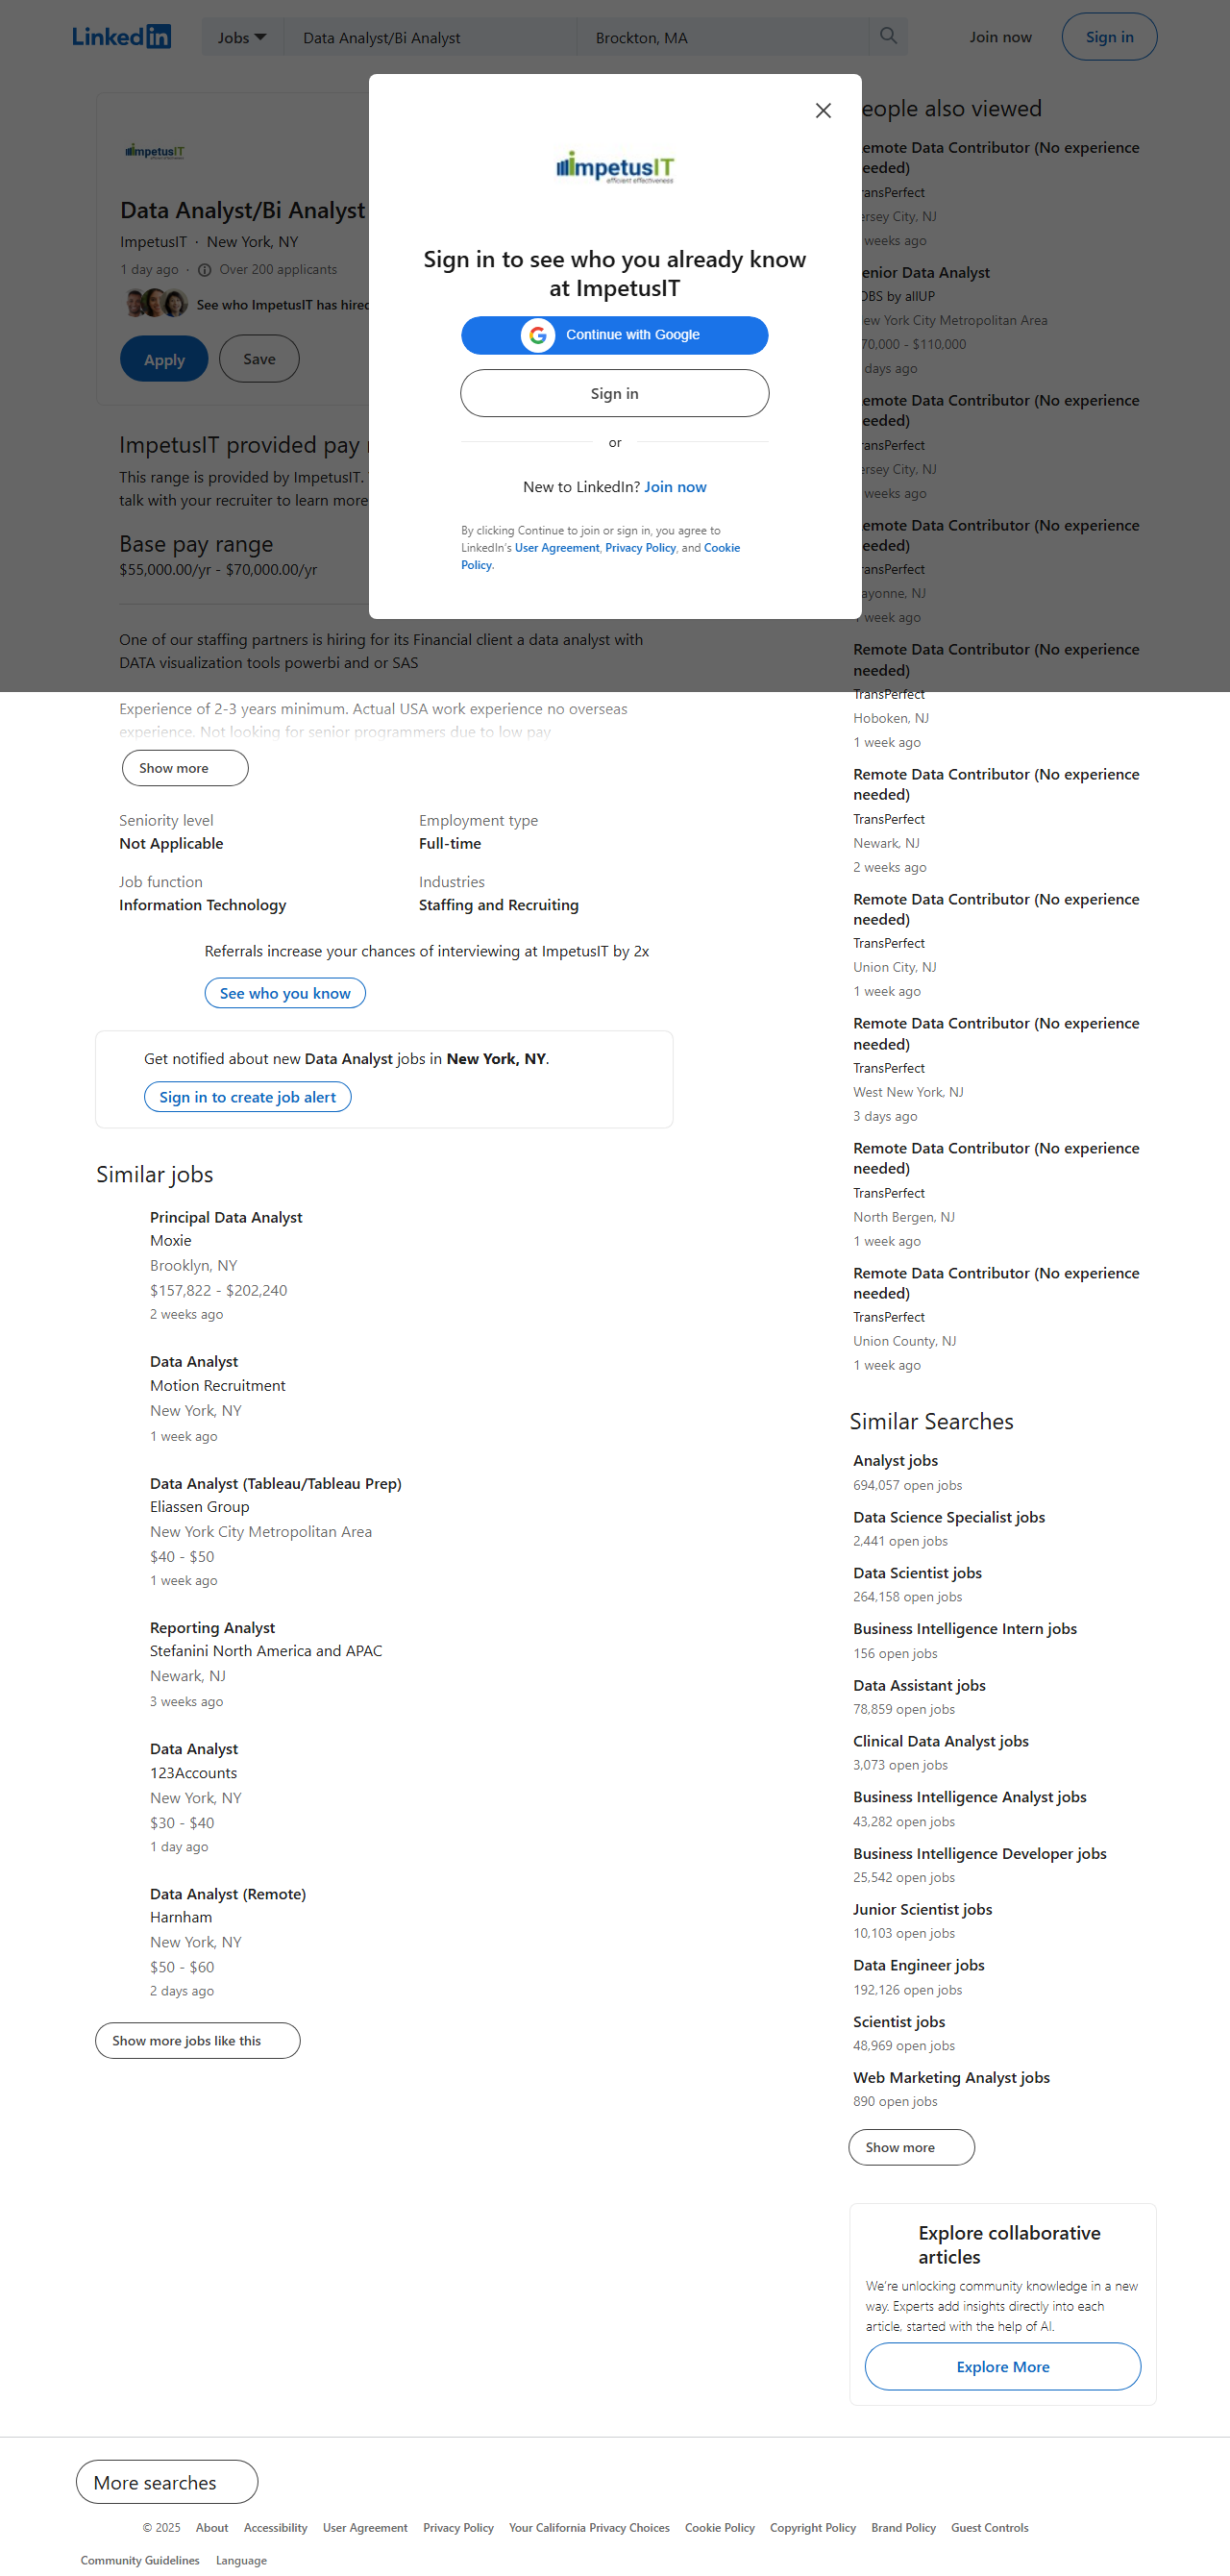 LinkedIn
Jobs
Data Analyst/Bi Analyst
Brockton, MA
Join now
Sign in
impetusIT
Data Analyst/Bi Analyst
ImpetusIT · New York, NY
1 day ago · Over 200 applicants
See who ImpetusIT has hired
Apply
Save
ImpetusIT provided pay
This range is provided by ImpetusIT.
talk with your recruiter to learn more
Base pay range
$55,000.00/yr - $70,000.00/yr
One of our staffing partners is hiring for its Financial client a data analyst with
DATA visualization tools powerbi and or SAS
Experience of 2-3 years minimum. Actual USA work experience no overseas
experience. Not looking for senior programmers due to low pay
Show more
impetusIT
efficient effectiveness
Sign in to see who you already know
at ImpetusIT
Continue with Google
Sign in
or
New to LinkedIn? Join now
By clicking Continue to join or sign in, you agree to
LinkedIn's User Agreement, Privacy Policy, and Cookie
Policy.
Seniority level
Not Applicable
Employment type
Full-time
Job function
Information Technology
Industries
Staffing and Recruiting
Referrals increase your chances of interviewing at ImpetusIT by 2x
See who you know
Get notified about new Data Analyst jobs in New York, NY.
Sign in to create job alert
Similar jobs
Principal Data Analyst
Moxie
Brooklyn, NY
$157,822 - $202,240
2 weeks ago
Data Analyst
Motion Recruitment
New York, NY
1 week ago
Data Analyst (Tableau/Tableau Prep)
Eliassen Group
New York City Metropolitan Area
$40 - $50
1 week ago
Reporting Analyst
Stefanini North America and APAC
Newark, NJ
3 weeks ago
Data Analyst
123Accounts
New York, NY
$30 - $40
1 day ago
Data Analyst (Remote)
Harnham
New York, NY
$50 - $60
2 days ago
Show more jobs like this
eople also viewed
emote Data Contributor (No experience
eeded)
ransPerfect
ersey City, NJ
weeks ago
enior Data Analyst
OBS by allUP
ew York City Metropolitan Area
70,000 - $110,000
days ago
emote Data Contributor (No experience
eeded)
ransPerfect
ersey City, NJ
weeks ago
emote Data Contributor (No experience
eeded)
ransPerfect
ayonne, NJ
week ago
Remote Data Contributor (No experience
needed)
TransPerfect
Hoboken, NJ
1 week ago
Remote Data Contributor (No experience
needed)
TransPerfect
Newark, NJ
2 weeks ago
Remote Data Contributor (No experience
needed)
TransPerfect
Union City, NJ
1 week ago
Remote Data Contributor (No experience
needed)
TransPerfect
West New York, NJ
3 days ago
Remote Data Contributor (No experience
needed)
TransPerfect
North Bergen, NJ
1 week ago
Remote Data Contributor (No experience
needed)
TransPerfect
Union County, NJ
1 week ago
Similar Searches
Analyst jobs
694,057 open jobs
Data Science Specialist jobs
2,441 open jobs
Data Scientist jobs
264,158 open jobs
Business Intelligence Intern jobs
156 open jobs
Data Assistant jobs
78,859 open jobs
Clinical Data Analyst jobs
3,073 open jobs
Business Intelligence Analyst jobs
43,282 open jobs
Business Intelligence Developer jobs
25,542 open jobs
Junior Scientist jobs
10,103 open jobs
Data Engineer jobs
192,126 open jobs
Scientist jobs
48,969 open jobs
Web Marketing Analyst jobs
890 open jobs
Show more
Explore collaborative
articles
We're unlocking community knowledge in a new
way. Experts add insights directly into each
article, started with the help of AI.
Explore More
More searches
© 2025 About Accessibility User Agreement Privacy Policy Your California Privacy Choices Cookie Policy Copyright Policy Brand Policy Guest Controls
Community Guidelines Language